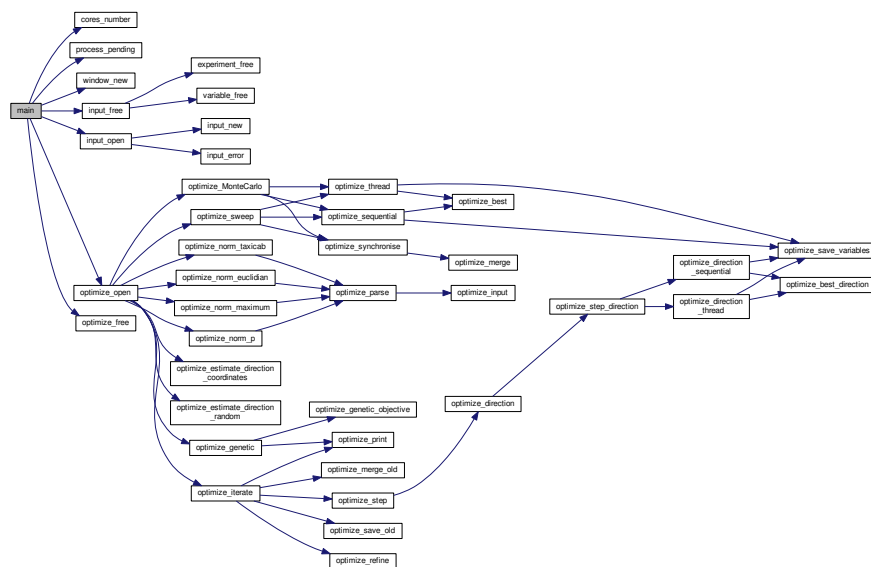 cores_number
process_pending
window_new
main
input_free
input_open
experiment_free
variable_free
input_new
input_error
optimize_open
optimize_free
optimize_MonteCarlo
optimize_sweep
optimize_norm_taxicab
optimize_norm_euclidian
optimize_norm_maximum
optimize_norm_p
optimize_estimate_direction
_coordinates
optimize_estimate_direction
_random
optimize_genetic
optimize_iterate
optimize_thread
optimize_sequential
optimize_synchronise
optimize_parse
optimize_genetic_objective
optimize_print
optimize_merge_old
optimize_step
optimize_save_old
optimize_refine
optimize_best
optimize_merge
optimize_input
optimize_direction
optimize_step_direction
optimize_direction
_sequential
optimize_direction
_thread
optimize_save_variables
optimize_best_direction